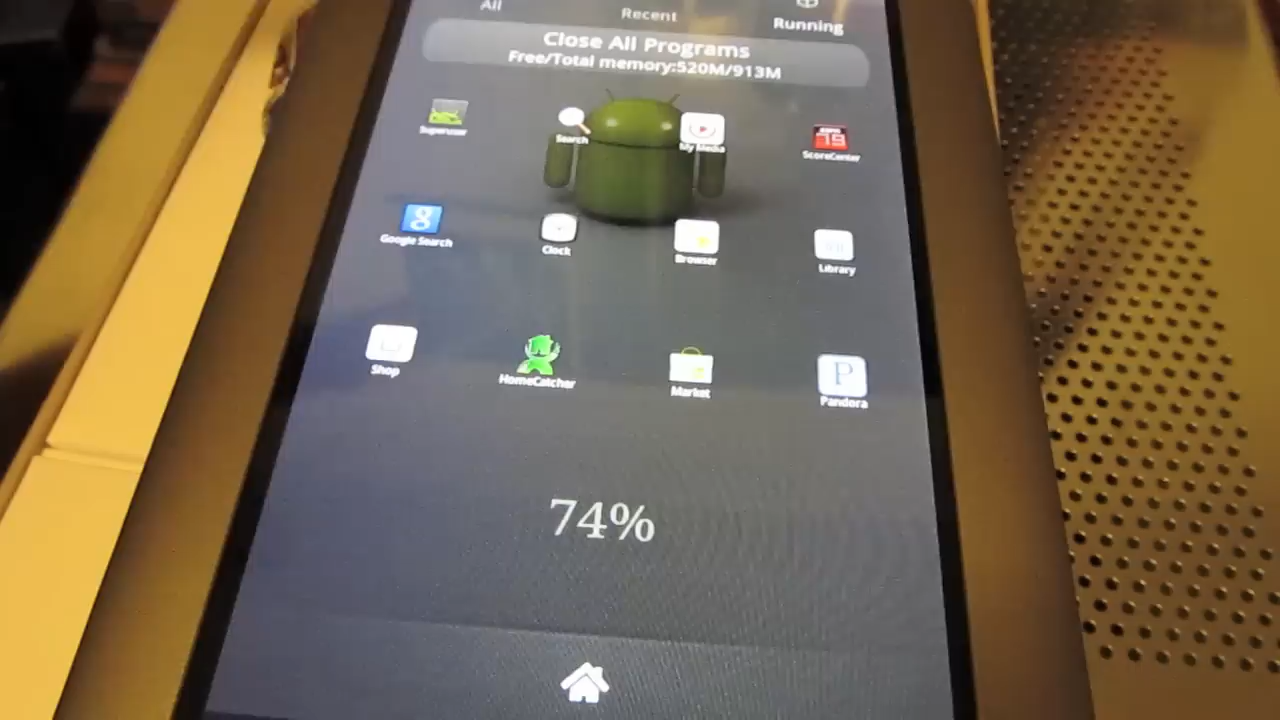 All Recent Running
Close All Programs
Free/Total memory:520M/913M
Superuser Search My Media ScoreCenter
Google Search Clock Browser Library
Shop HomeCatcher Market Pandora
P
74%